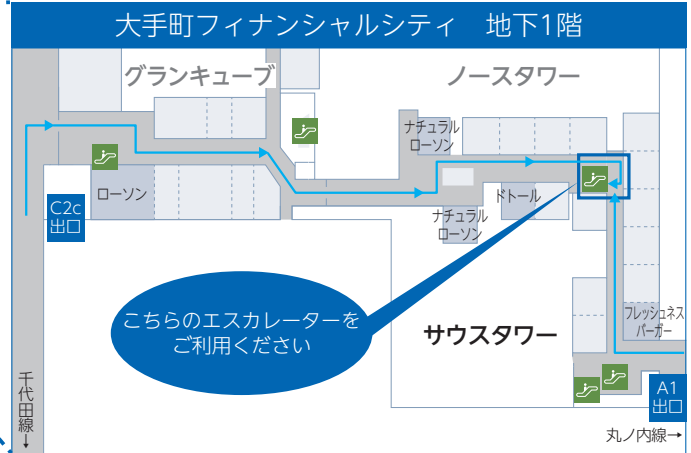 大手町フィナンシャルシティ　地下1階
グランキューブ
ノースタワー
ナチュラル
ローソン
ローソン
C2c
出口
ナチュラル
ローソン
ドトール
こちらのエスカレーターを
ご利用ください
サウスタワー
フレッシュネス
バーガー
A1
出口
千代田線→
丸ノ内線→